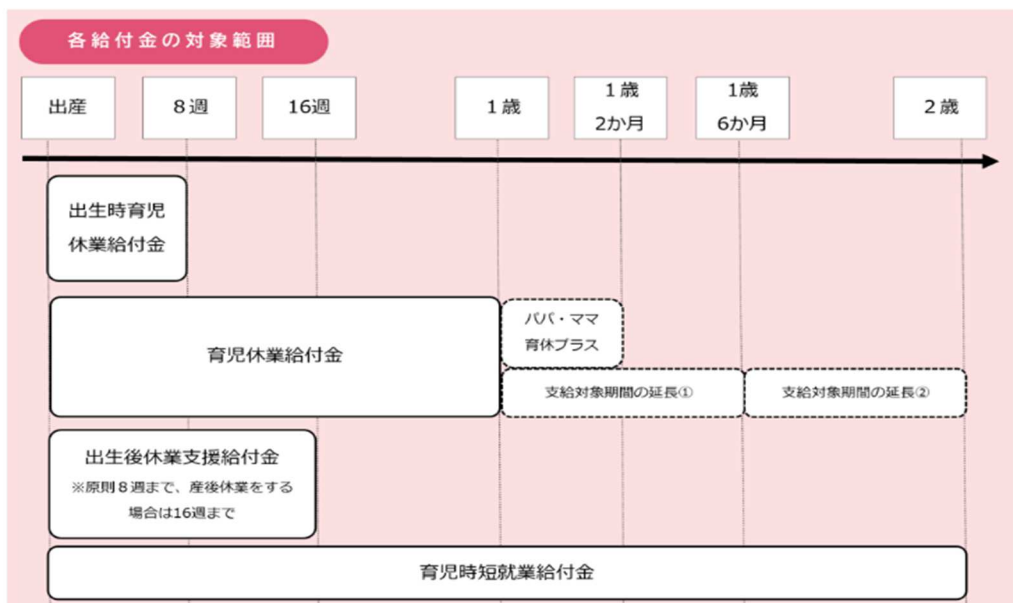 各給付金の対象範囲
出産
8週
16週
1歳
1歳
2か月
1歳
6か月
2歳
出生時育児
休業給付金
育児休業給付金
パパ・ママ
育休プラス
支給対象期間の延長①
支給対象期間の延長②
出生後休業支援給付金
※原則8週まで、産後休業をする
場合は16週まで
育児時短就業給付金